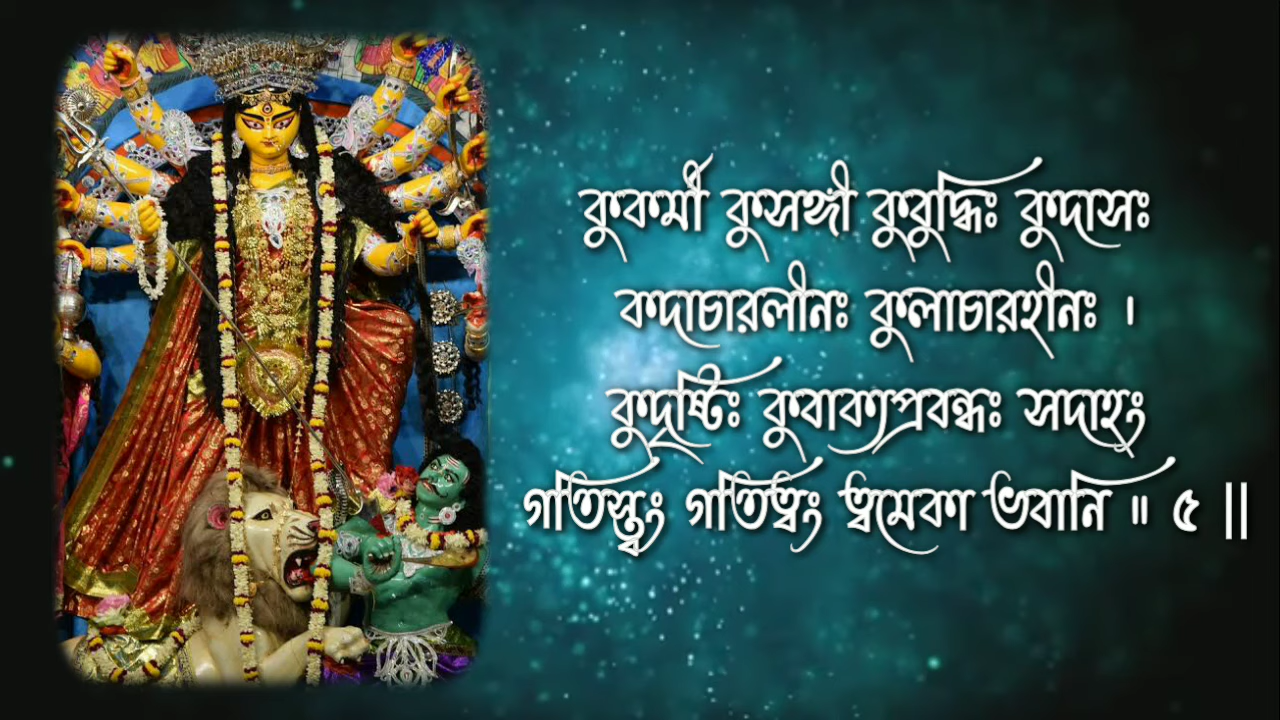 কুকর্মী কুসঙ্গী কুবুদ্ধিঃ কুদাসঃ
কদাচারলীনঃ কুলাচারহীনঃ ।
কুদৃষ্টিঃ কুবাক্যপ্রবন্ধঃ সদাহং
গতিস্ত্বং গতিত্বং ত্বমেকা ভবানি ॥ ৫ ||